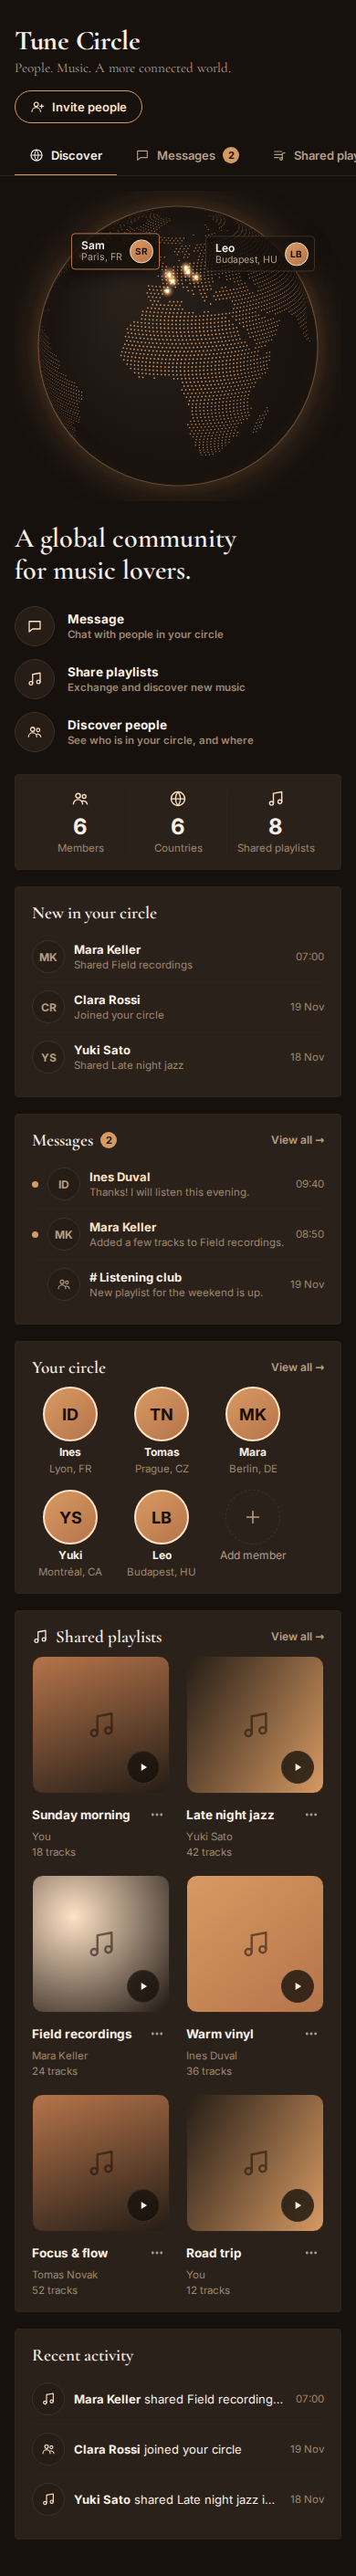 Tune Circle
People. Music. A more connected world.
Invite people
Discover
Messages 2
Shared play
Sam
Paris, FR
SR
Leo
Budapest, HU
LB
A global community
for music lovers.
Message
Chat with people in your circle
Share playlists
Exchange and discover new music
Discover people
See who is in your circle, and where
6 6 8
Members Countries Shared playlists
New in your circle
MK
Mara Keller
Shared Field recordings
07:00
CR
Clara Rossi
Joined your circle
19 Nov
YS
Yuki Sato
Shared Late night jazz
18 Nov
Messages 2
View all →
ID
Ines Duval
Thanks! I will listen this evening.
09:40
MK
Mara Keller
Added a few tracks to Field recordings.
08:50
# Listening club
New playlist for the weekend is up.
19 Nov
Your circle
View all →
ID TN MK
Ines Tomas Mara
Lyon, FR Prague, CZ Berlin, DE
YS LB +
Yuki Leo Add member
Montréal, CA Budapest, HU
Shared playlists
View all →
Sunday morning ···
You
18 tracks
Late night jazz ···
Yuki Sato
42 tracks
Field recordings ···
Mara Keller
24 tracks
Warm vinyl ···
Ines Duval
36 tracks
Focus & flow ···
Tomas Novak
52 tracks
Road trip ···
You
12 tracks
Recent activity
Mara Keller shared Field recording... 07:00
Clara Rossi joined your circle 19 Nov
Yuki Sato shared Late night jazz i... 18 Nov